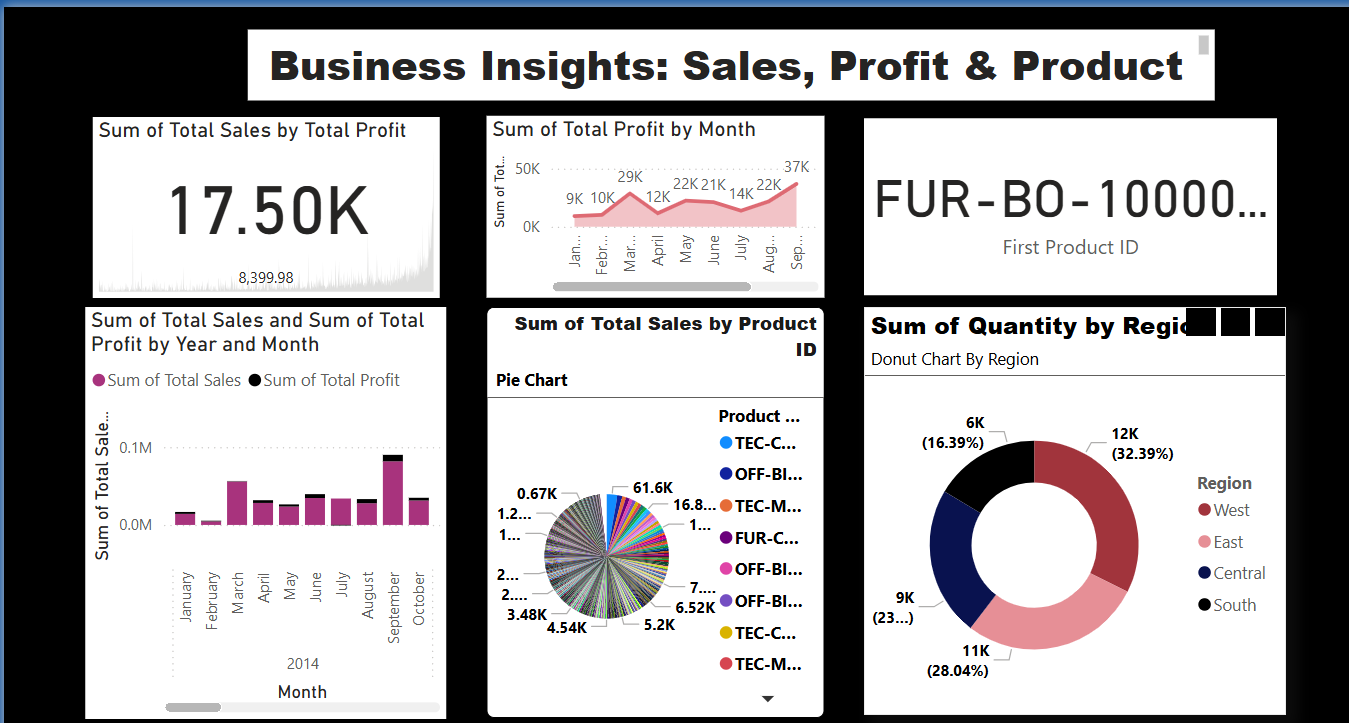 Business Insights: Sales, Profit & Product
Sum of Total Sales by Total Profit
17.50K
8,399.98
Sum of Total Profit by Month
Sum of Tot...
50K
0K
9K
10K
29K
12K
22K
21K
14K
22K
37K
Jan...
Febr...
Mar...
April
May
June
July
Aug...
Sep...
FUR-BO-10000...
First Product ID
Sum of Total Sales and Sum of Total
Profit by Year and Month
Sum of Total Sales
Sum of Total Profit
Sum of Total Sale...
0.1M
0.0M
January
February
March
April
May
June
July
August
September
October
2014
Month
Sum of Total Sales by Product
ID
Pie Chart
61.6K
16.8...
1...
7....
6.52K
5.2K
4.54K
3.48K
2....
2...
1...
1.2...
0.67K
Product ...
TEC-C...
OFF-BI...
TEC-M...
FUR-C...
OFF-BI...
OFF-BI...
TEC-C...
TEC-M...
Sum of Quantity by Regio
Donut Chart By Region
12K
(32.39%)
11K
(28.04%)
9K
(23...)
6K
(16.39%)
Region
West
East
Central
South